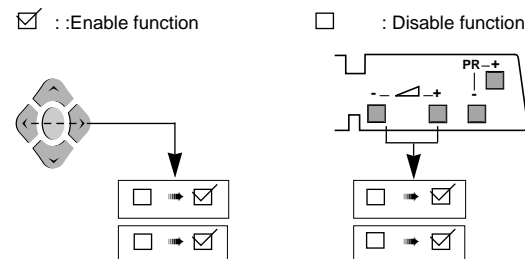 : :Enable function
: Disable function
PR – +
- – – +
-